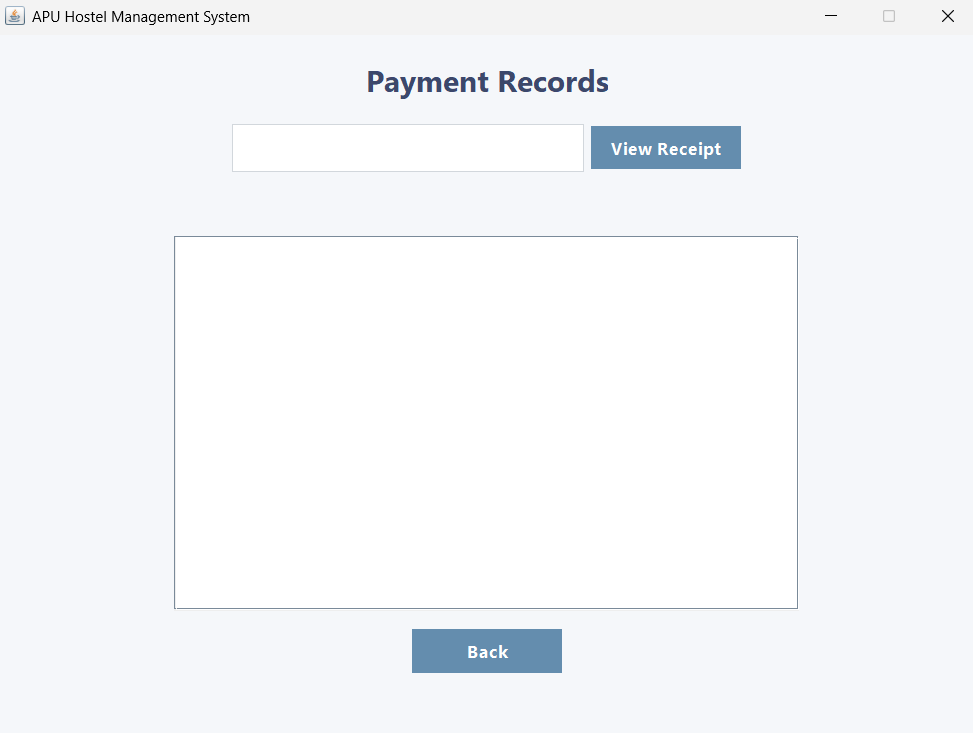 APU Hostel Management System
Payment Records
View Receipt
Back